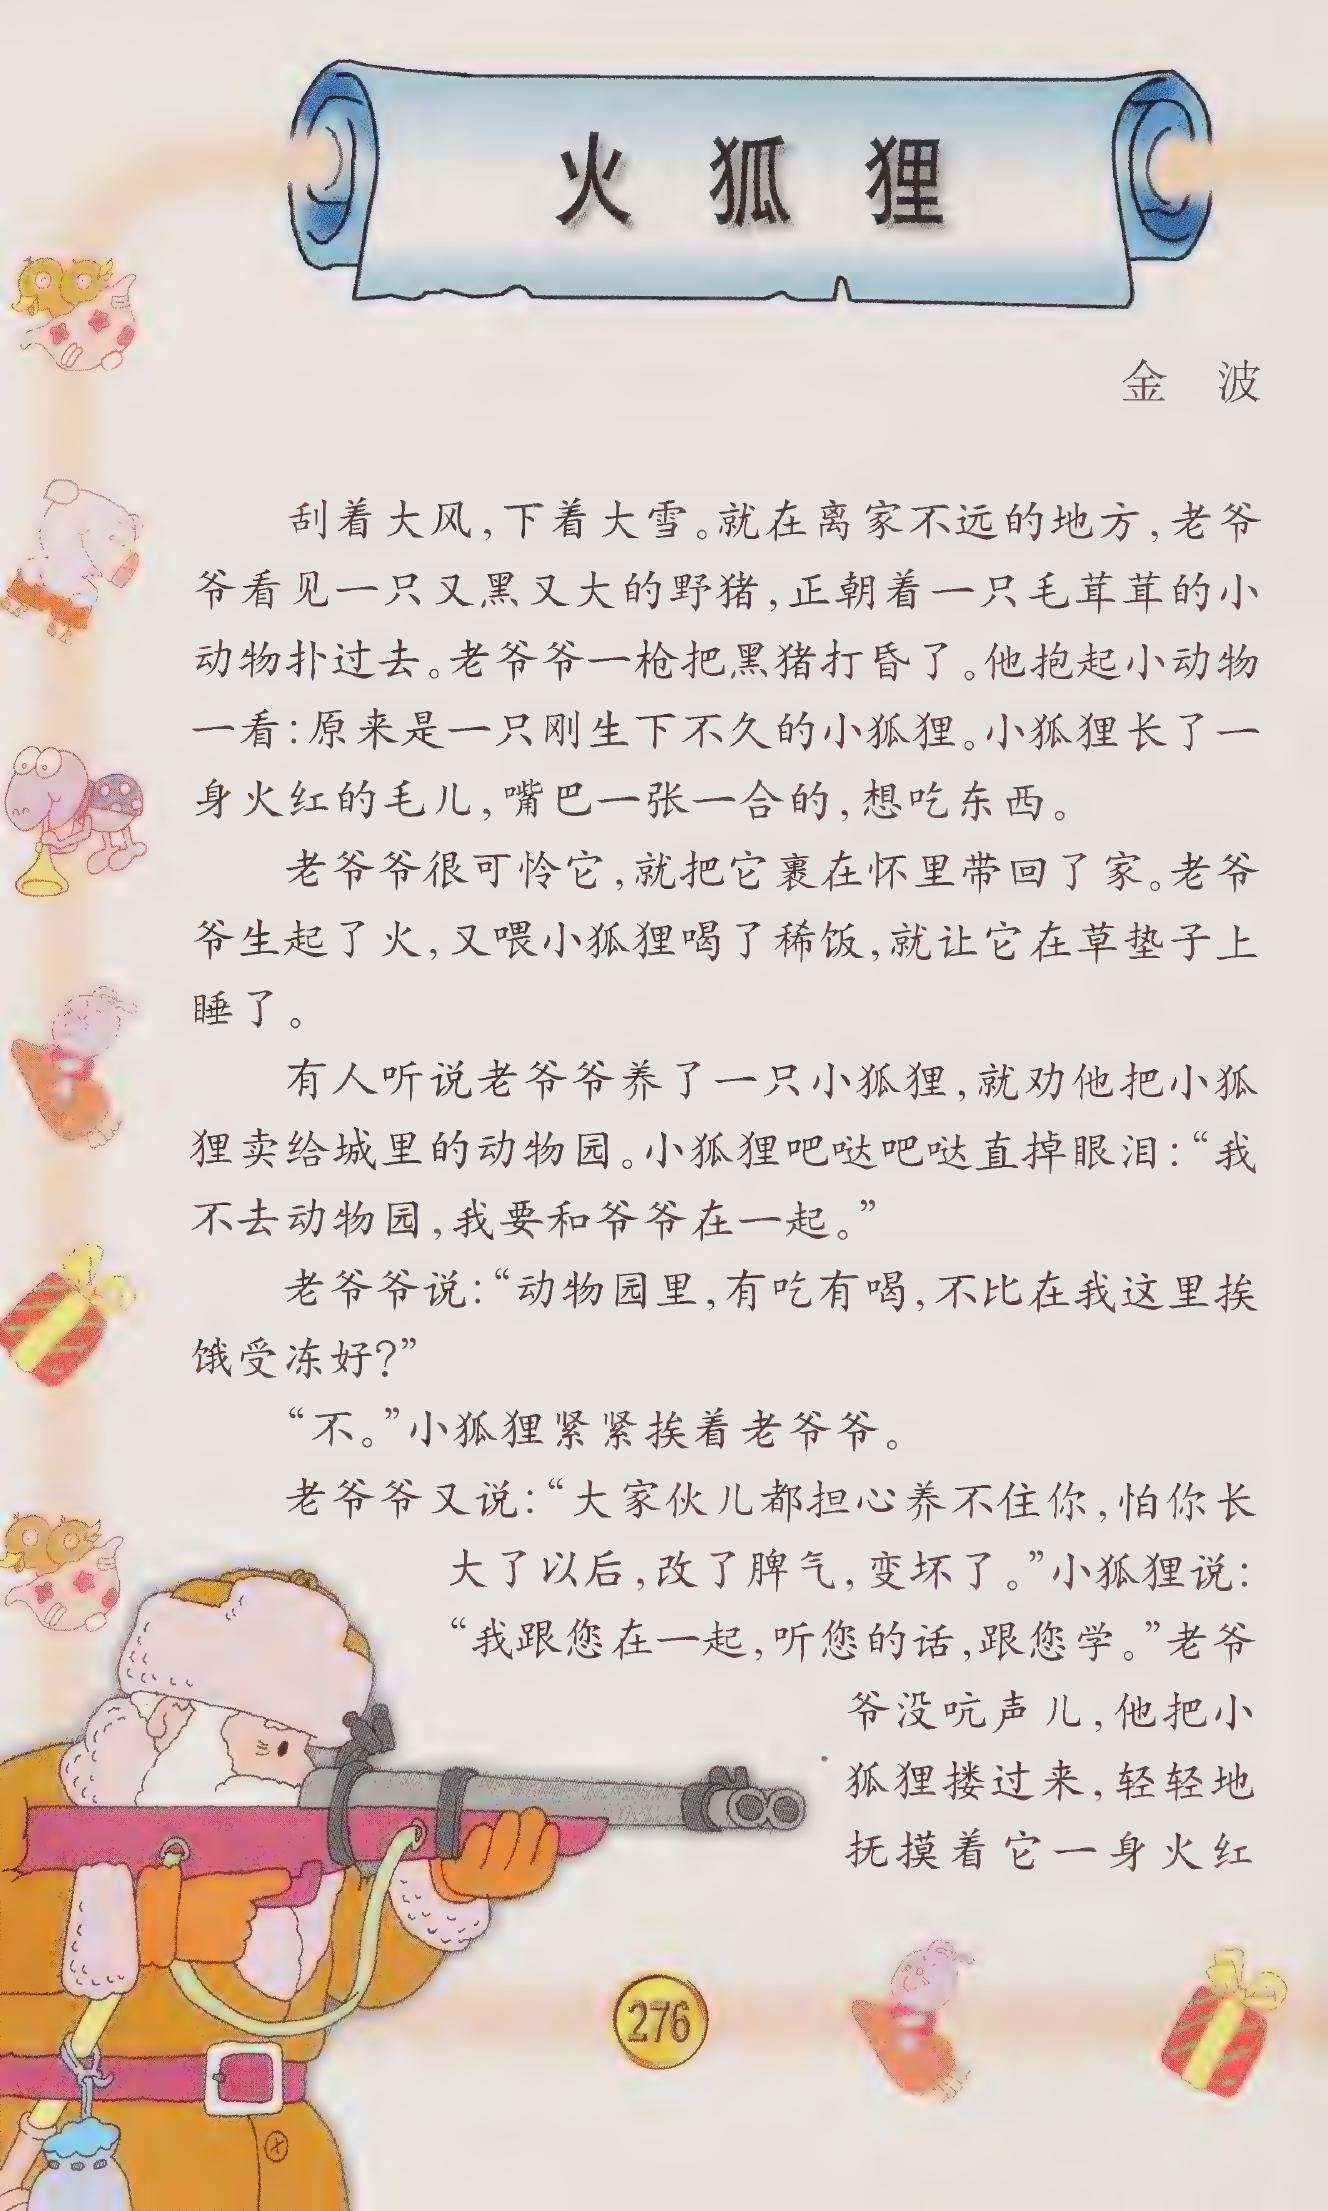 火狐狸
金波
刮着大风,下着大雪。就在离家不远的地方,老爷
爷看见一只又黑又大的野猪,正朝着一只毛茸茸的小
动物扑过去。老爷爷一枪把黑猪打昏了。他抱起小动物
一看:原来是一只刚生下不久的小狐狸。小狐狸长了一
身火红的毛儿,嘴巴一张一合的,想吃东西。
老爷爷很可怜它,就把它裹在怀里带回了家。老爷
爷生起了火,又喂小狐狸喝了稀饭,就让它在草垫子上
睡了。
有人听说老爷爷养了一只小狐狸,就劝他把小狐
狸卖给城里的动物园。小狐狸吧哒吧哒直掉眼泪:“我
不去动物园,我要和爷爷在一起。”
老爷爷说:“动物园里,有吃有喝,不比在我这里挨
饿受冻好?”
“不。”小狐狸紧紧挨着老爷爷。
老爷爷又说:“大家伙儿都担心养不住你,怕你长
大了以后,改了脾气,变坏了。”小狐狸说:
“我跟您在一起,听您的话,跟您学。”老爷
爷没吭声儿,他把小
狐狸搂过来,轻轻地
抚摸着它一身火红
276